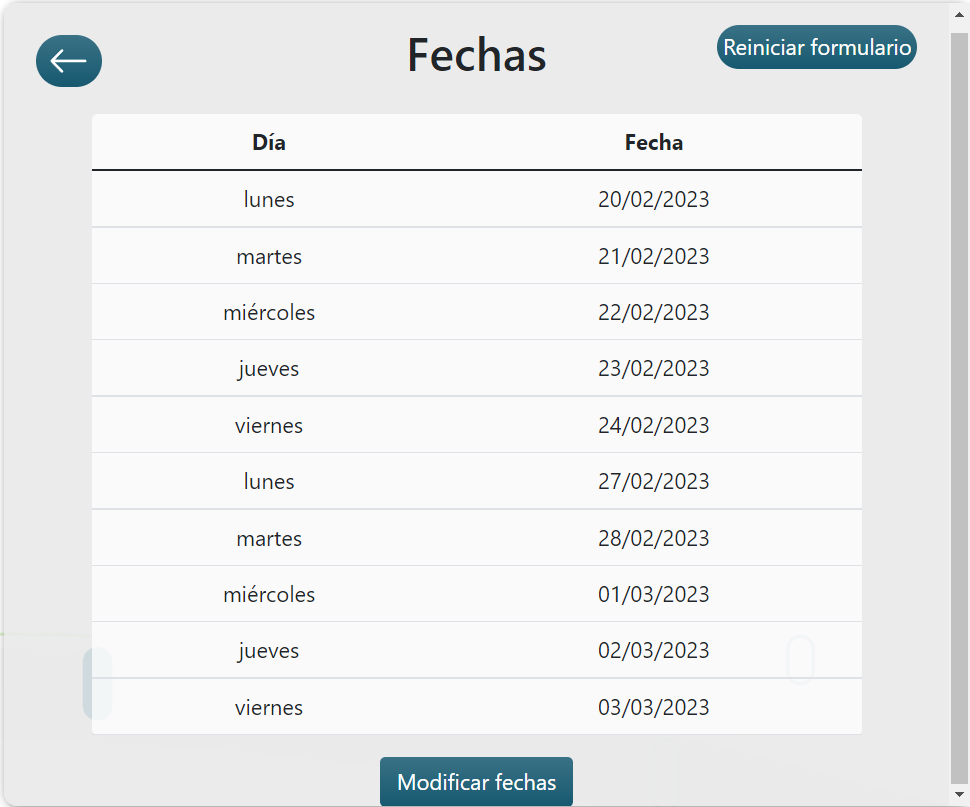 Fechas
Reiniciar formulario
Día Fecha
lunes 20/02/2023
martes 21/02/2023
miércoles 22/02/2023
jueves 23/02/2023
viernes 24/02/2023
lunes 27/02/2023
martes 28/02/2023
miércoles 01/03/2023
jueves 02/03/2023
viernes 03/03/2023
Modificar fechas